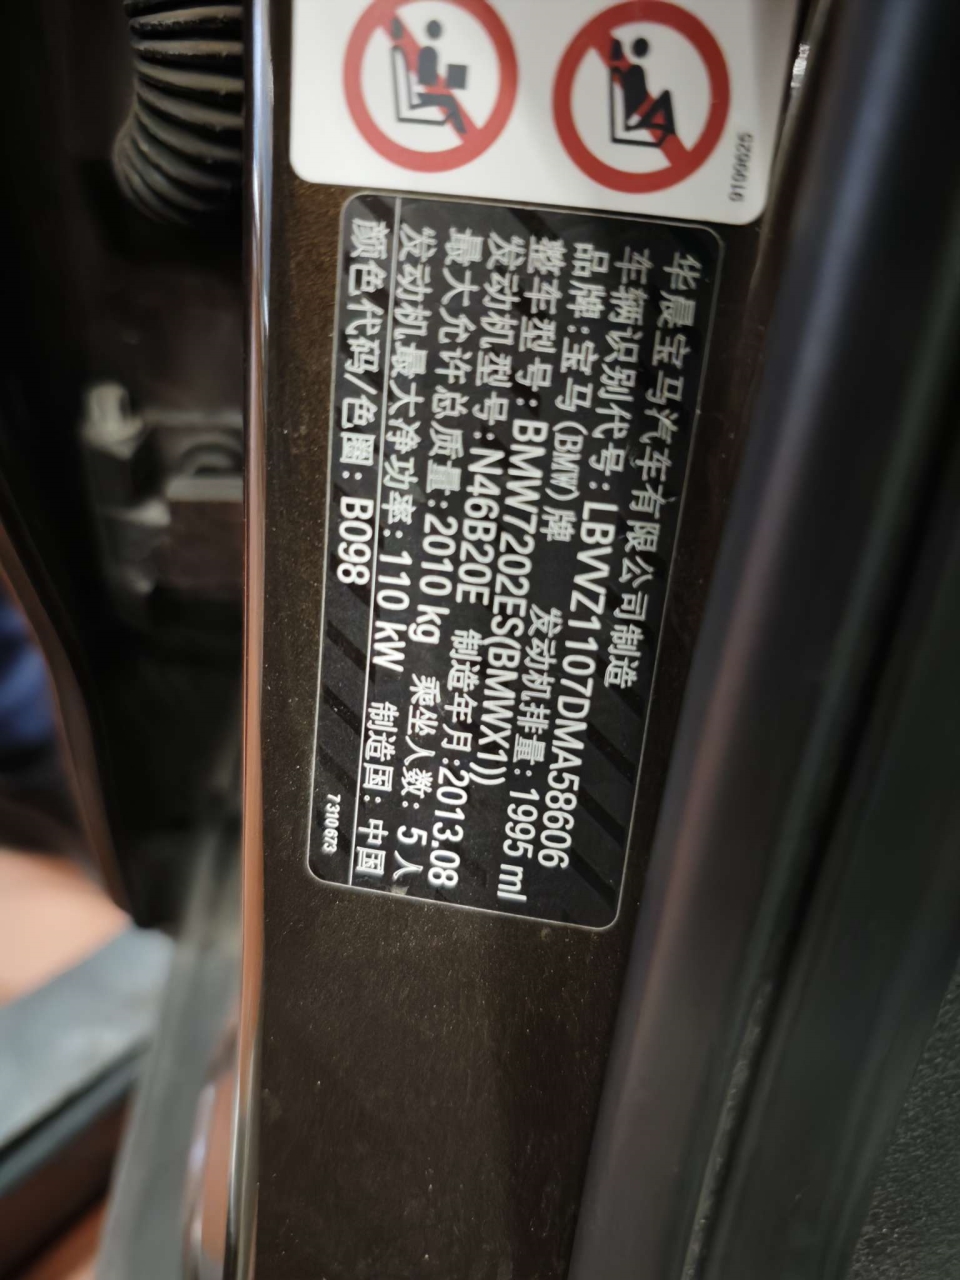 9199625
华晨宝马汽车有限公司制造
车辆识别代号：LBVVZ1107DMA58606
品牌：宝马(BMW)牌 发动机排量：1995 ml
整车型号：BMW7202ES(BMWX1))
发动机型号：N46B20E 制造年月：2013.08
最大允许总质量：2010 kg 乘坐人数：5人
发动机最大净功率：110 kW 制造国：中国
颜色代码/色圈：B098
7310673